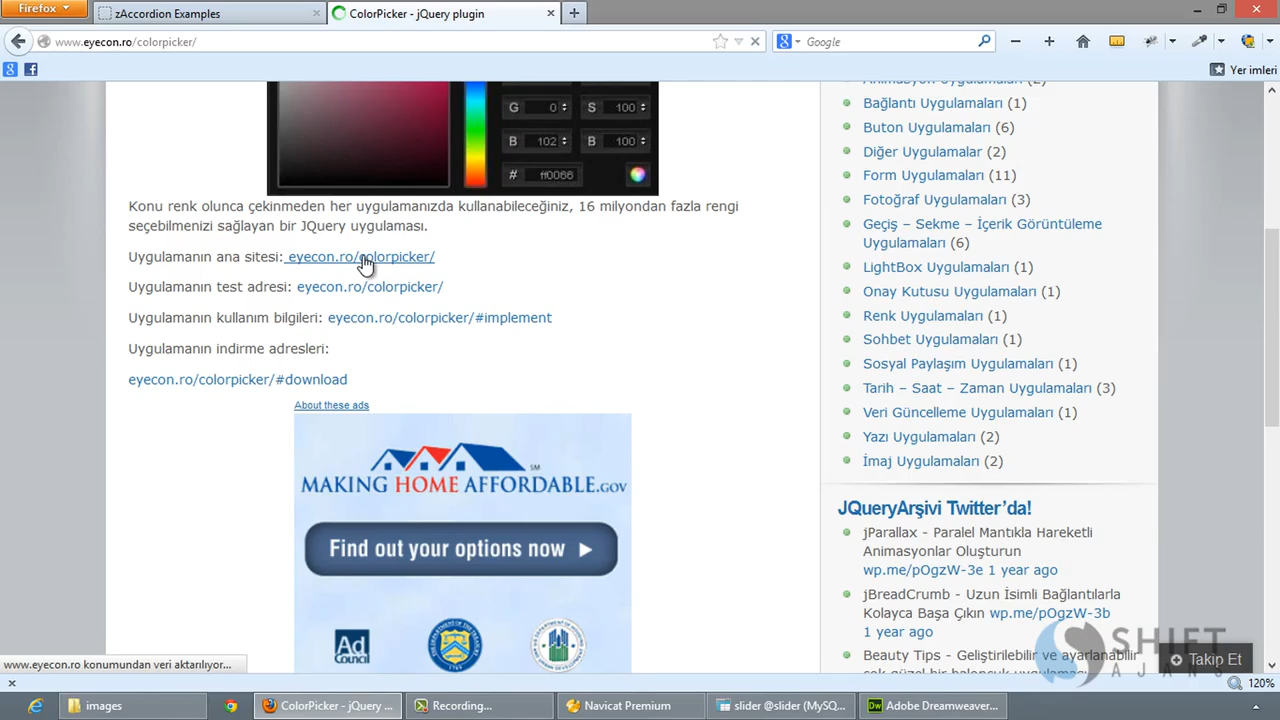 Firefox
zAccordion Examples
ColorPicker - jQuery plugin
www.eyecon.ro/colorpicker/
Google
Yer imleri
G 0 S 100
B 102 B 100
# ff0066
Konu renk olunca çekinmeden her uygulamanızda kullanabileceğiniz, 16 milyondan fazla rengi
seçebilmenizi sağlayan bir JQuery uygulaması.
Uygulamanın ana sitesi: eyecon.ro/colorpicker/
Uygulamanın test adresi: eyecon.ro/colorpicker/
Uygulamanın kullanım bilgileri: eyecon.ro/colorpicker/#implement
Uygulamanın indirme adresleri:
eyecon.ro/colorpicker/#download
About these ads
MAKING HOME AFFORDABLE.GOV
SM
Find out your options now
Ad
Council
Animasyon Uygulamaları (2)
Bağlantı Uygulamaları (1)
Buton Uygulamaları (6)
Diğer Uygulamalar (2)
Form Uygulamaları (11)
Fotoğraf Uygulamaları (3)
Geçiş – Sekme – İçerik Görüntüleme
Uygulamaları (6)
LightBox Uygulamaları (1)
Onay Kutusu Uygulamaları (1)
Renk Uygulamaları (1)
Sohbet Uygulamaları (1)
Sosyal Paylaşım Uygulamaları (1)
Tarih – Saat – Zaman Uygulamaları (3)
Veri Güncelleme Uygulamaları (1)
Yazı Uygulamaları (2)
İmaj Uygulamaları (2)
JQueryArşivi Twitter'da!
jParallax - Paralel Mantıkla Hareketli
Animasyonlar Oluşturun
wp.me/pOgzW-3e 1 year ago
jBreadCrumb - Uzun İsimli Bağlantılarla
Kolayca Başa Çıkın wp.me/pOgzW-3b
1 year ago
Beauty Tips - Geliştirilebilir ve ayarlanabilir
SHIFT
AJANS
Takip Et
www.eyecon.ro konumundan veri aktarılıyor...
120%
images
ColorPicker - jQuery ...
Recording...
Navicat Premium
slider @slider (MySQ...
Adobe Dreamweaver...